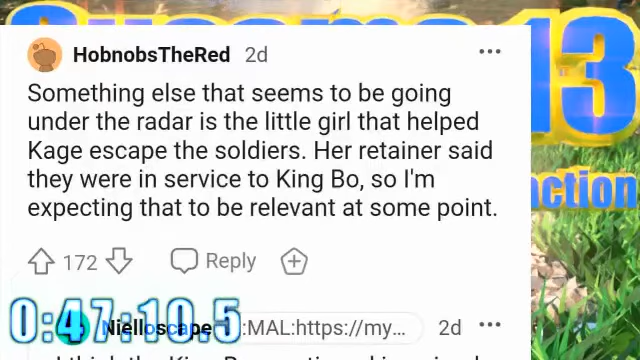 13
HobnobsTheRed 2d
Something else that seems to be going
under the radar is the little girl that helped
Kage escape the soldiers. Her retainer said
they were in service to King Bo, so I'm
expecting that to be relevant at some point.
ction
172 Reply
0:47:10.5
Nielloscape :MAL:https://my... 2d